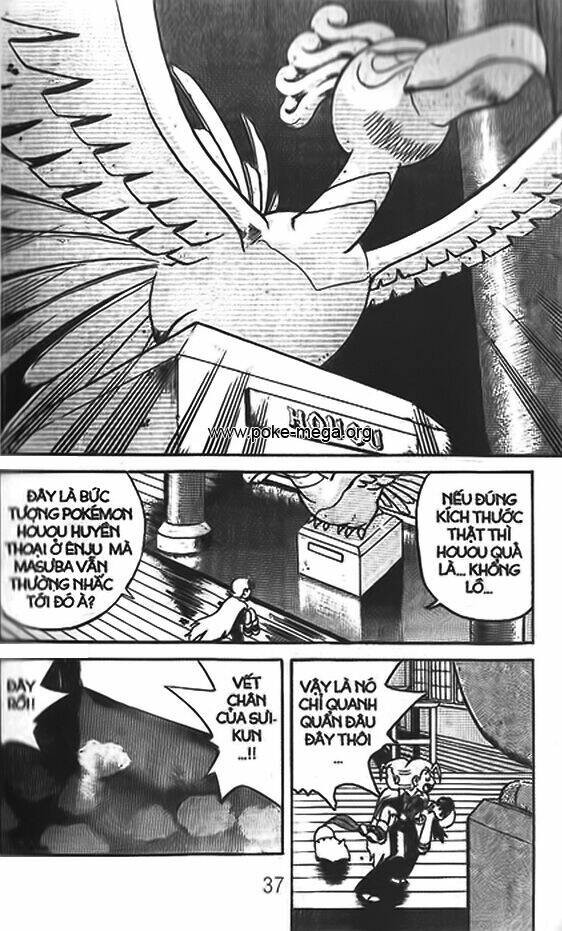 HOUOU
www.poke-mega.org
ĐÂY LÀ BỨC
TƯỢNG POKÉMON
HOUOU HUYỀN
THOẠI Ở ENJU MÀ
MASUBA VẪN
THƯỜNG NHẮC
TỚI ĐÓ À?
NẾU ĐÚNG
KÍCH THƯỚC
THẬT THÌ
HOUOU QUẢ
LÀ... KHỔNG
LỒ...
ĐÂY
RỒI!!
VẾT
CHÂN
CỦA SUI-
KUN
...!!
VẬY LÀ NÓ
CHỈ QUANH
QUẨN ĐÂU
ĐÂY THÔI
...
37